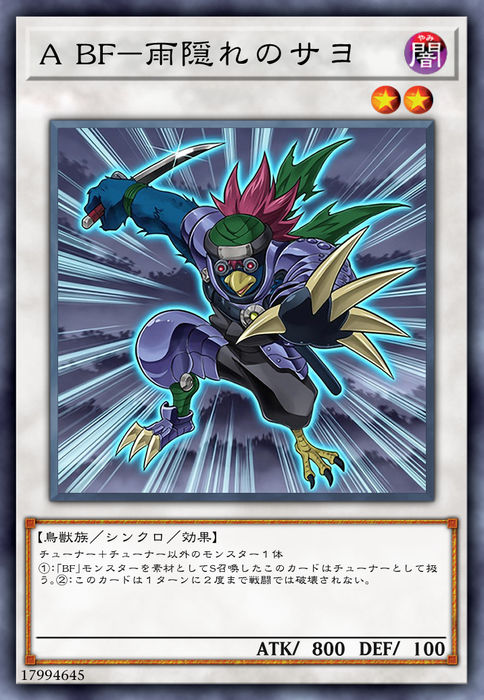 A BF－雨隠れのサヨ
やみ
闇
【鳥獣族／シンクロ／効果】
チューナー＋チューナー以外のモンスター１体
①：「BF」モンスターを素材としてS召喚したこのカードはチューナーとして扱
う。②：このカードは１ターンに２度まで戦闘では破壊されない。
ATK/ 800 DEF/ 100
17994645